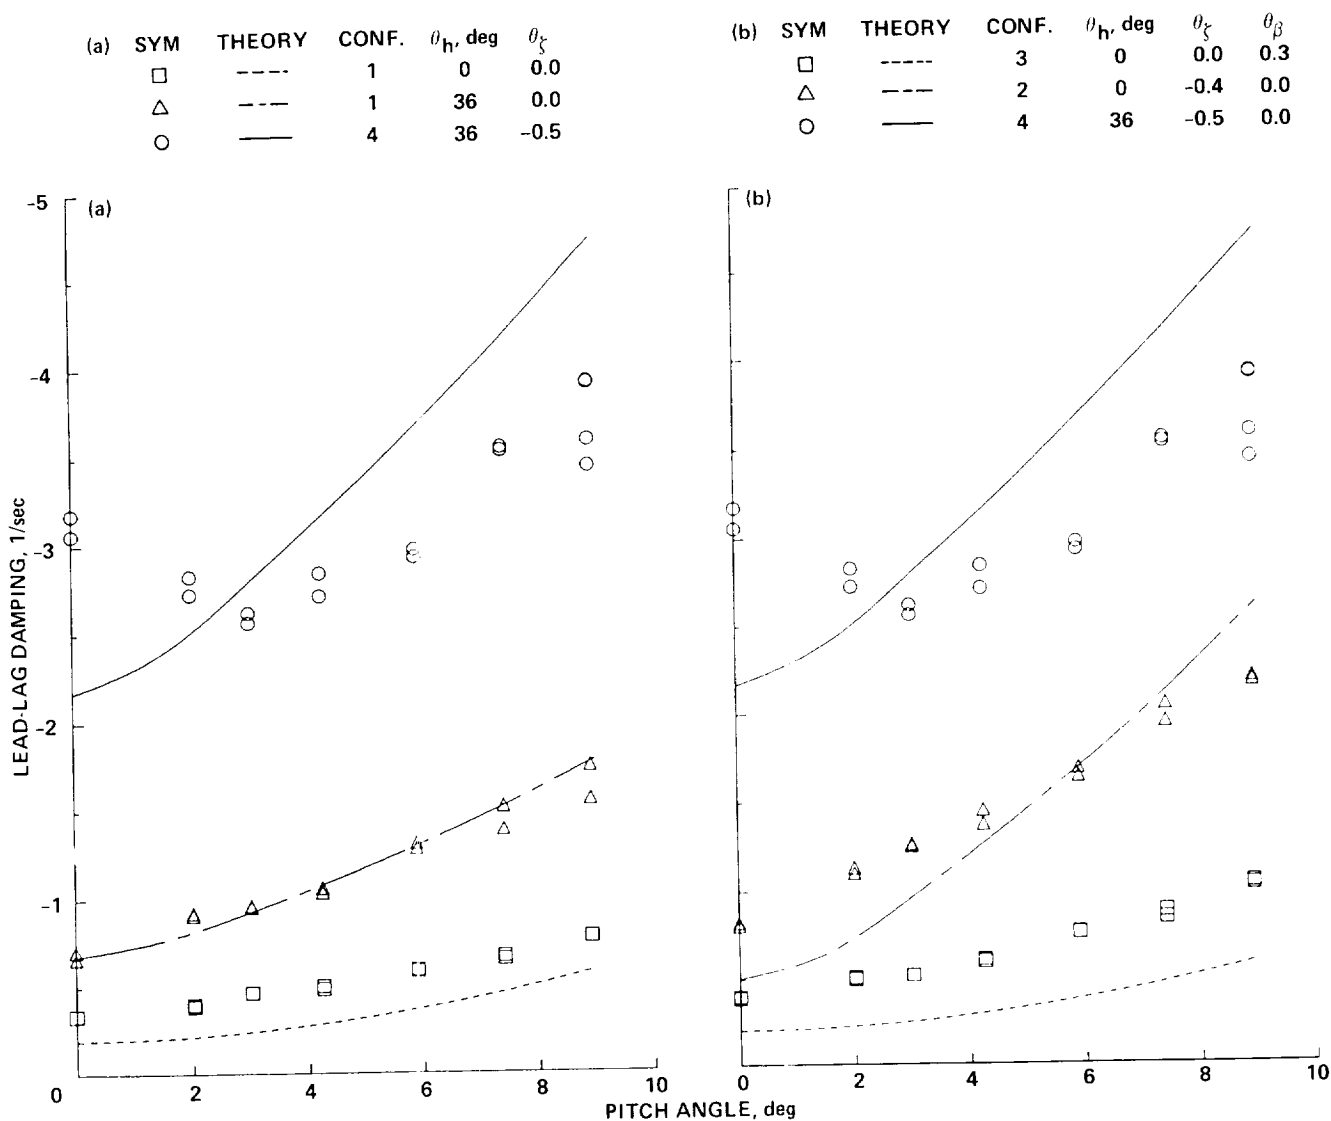 (a) SYM THEORY CONF. θh, deg θζ
1 0 0.0
1 36 0.0
4 36 -0.5
(b) SYM THEORY CONF. θh, deg θζ θβ
3 0 0.0 0.3
2 0 -0.4 0.0
4 36 -0.5 0.0
(a)
(b)
LEAD-LAG DAMPING, 1/sec
-5
-4
-3
-2
-1
0 2 4 6 8 10
0 2 4 6 8 10
PITCH ANGLE, deg